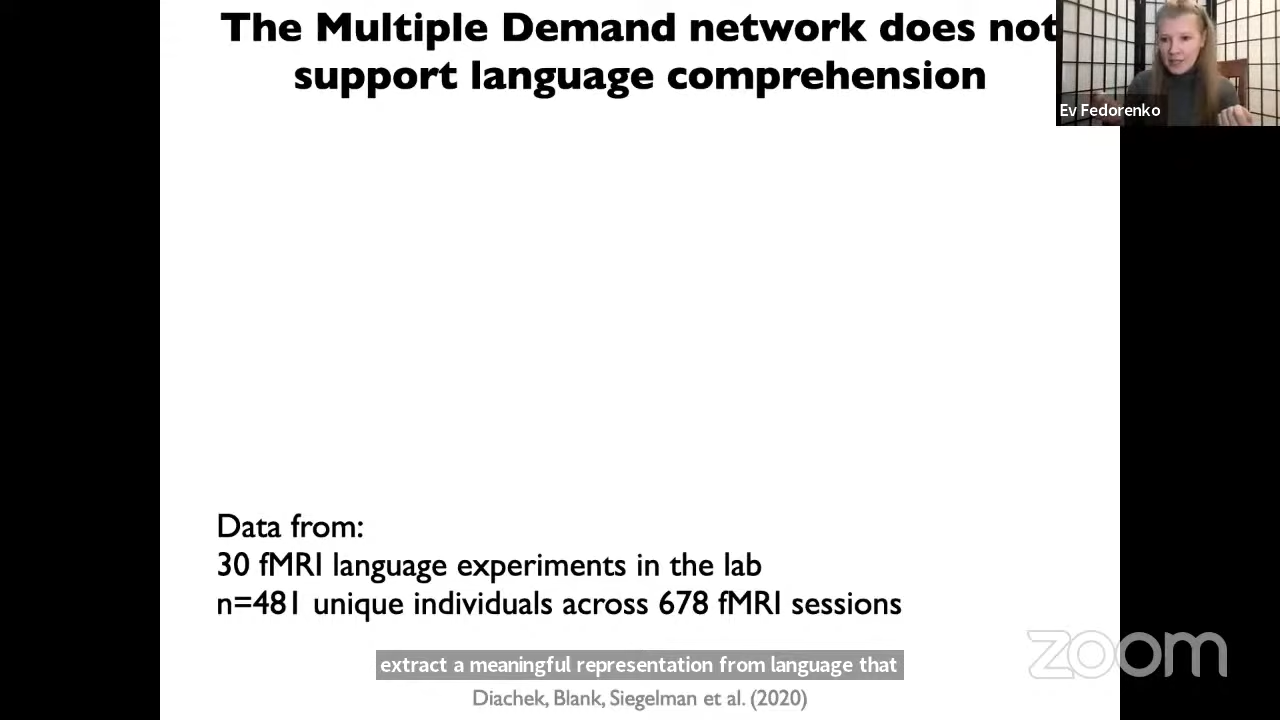 The Multiple Demand network does not
support language comprehension
Ev Fedorenko
Data from:
30 fMRI language experiments in the lab
n=481 unique individuals across 678 fMRI sessions
zoom
extract a meaningful representation from language that
Diachek, Blank, Siegelman et al. (2020)